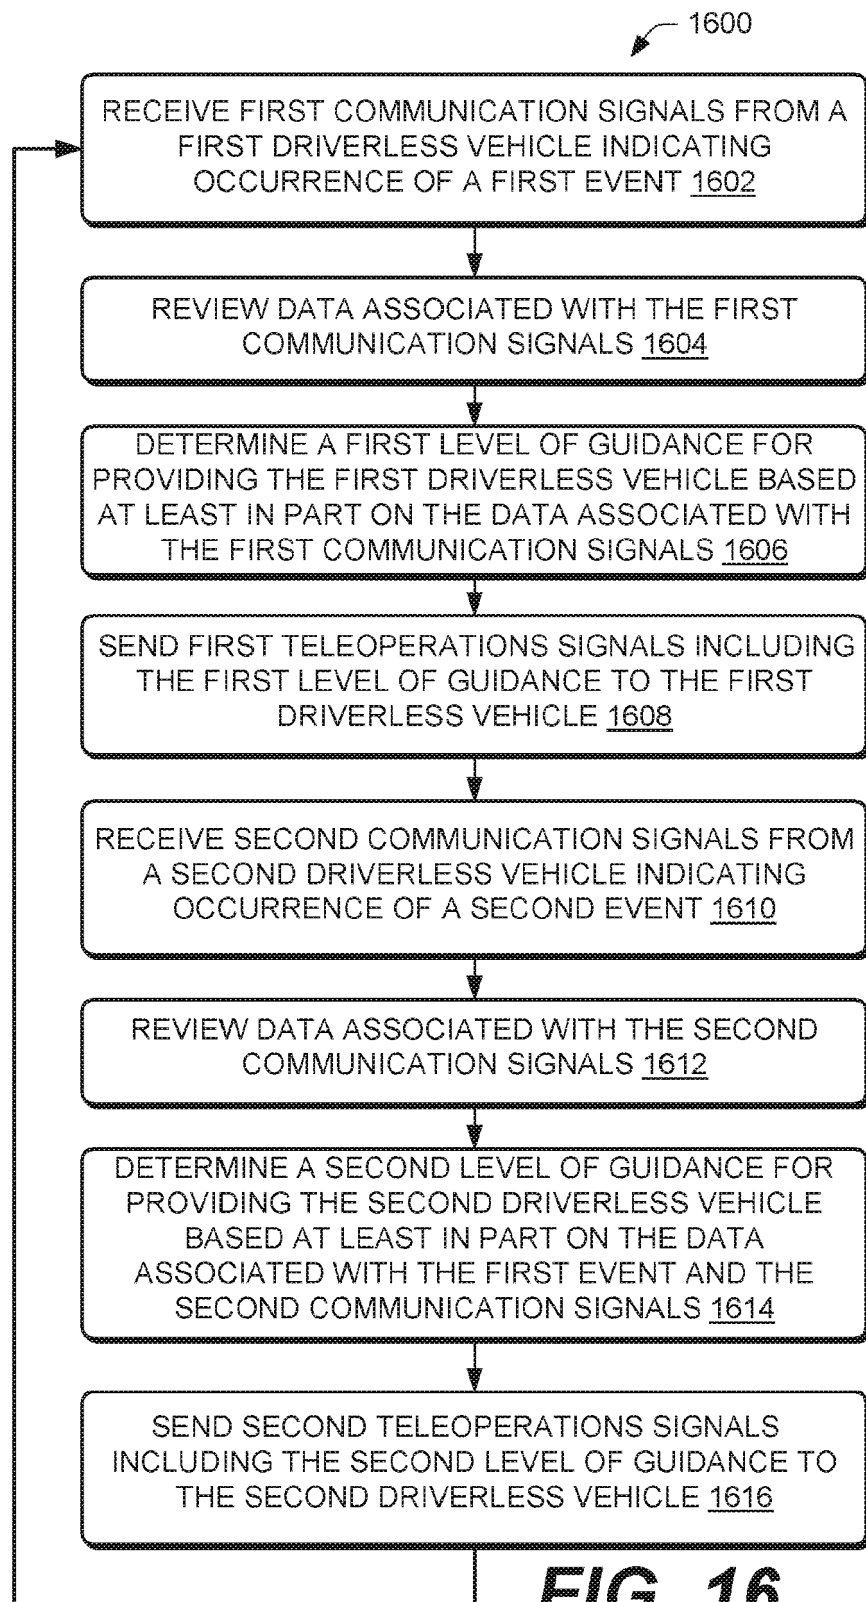 1600
RECEIVE FIRST COMMUNICATION SIGNALS FROM A
FIRST DRIVERLESS VEHICLE INDICATING
OCCURRENCE OF A FIRST EVENT 1602
REVIEW DATA ASSOCIATED WITH THE FIRST
COMMUNICATION SIGNALS 1604
DETERMINE A FIRST LEVEL OF GUIDANCE FOR
PROVIDING THE FIRST DRIVERLESS VEHICLE BASED
AT LEAST IN PART ON THE DATA ASSOCIATED WITH
THE FIRST COMMUNICATION SIGNALS 1606
SEND FIRST TELEOPERATIONS SIGNALS INCLUDING
THE FIRST LEVEL OF GUIDANCE TO THE FIRST
DRIVERLESS VEHICLE 1608
RECEIVE SECOND COMMUNICATION SIGNALS FROM
A SECOND DRIVERLESS VEHICLE INDICATING
OCCURRENCE OF A SECOND EVENT 1610
REVIEW DATA ASSOCIATED WITH THE SECOND
COMMUNICATION SIGNALS 1612
DETERMINE A SECOND LEVEL OF GUIDANCE FOR
PROVIDING THE SECOND DRIVERLESS VEHICLE
BASED AT LEAST IN PART ON THE DATA
ASSOCIATED WITH THE FIRST EVENT AND THE
SECOND COMMUNICATION SIGNALS 1614
SEND SECOND TELEOPERATIONS SIGNALS
INCLUDING THE SECOND LEVEL OF GUIDANCE TO
THE SECOND DRIVERLESS VEHICLE 1616
FIG. 16